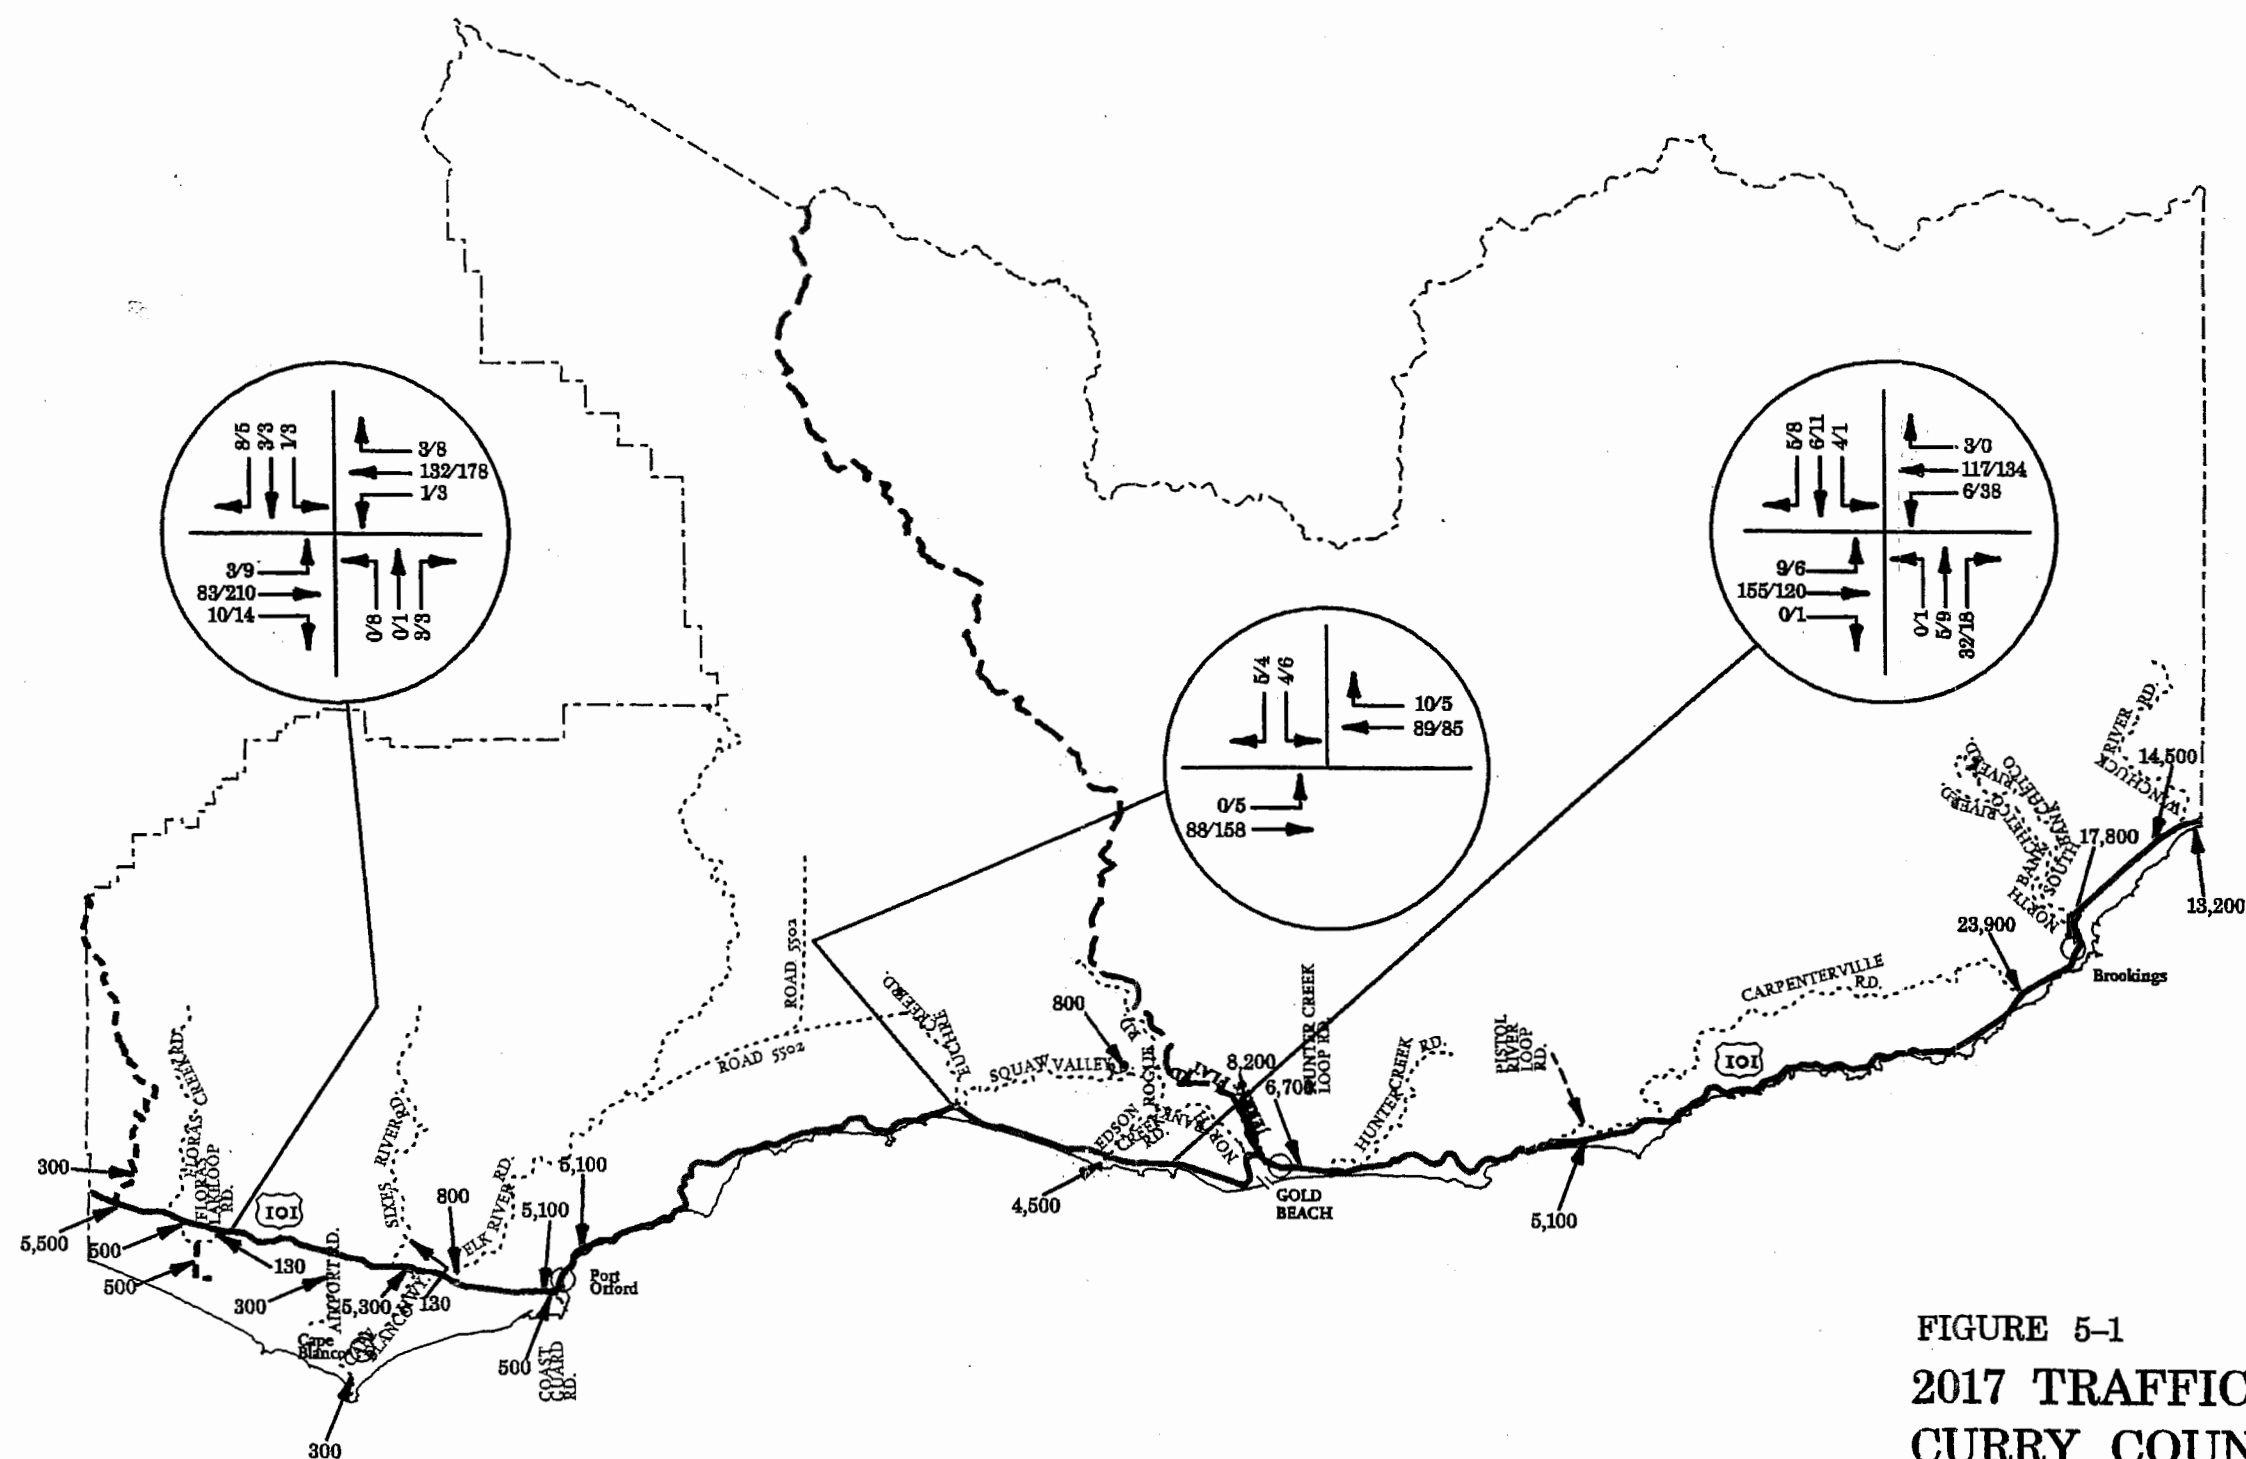 8/5
3/3
1/3
3/8
132/178
1/3
3/9
83/210
10/14
0/8
0/1
3/3
5/4
4/6
10/5
89/85
0/5
88/158
5/8
6/11
4/1
3/0
117/134
6/38
9/6
155/120
0/1
0/1
5/9
32/18
WINCHUCK RIVER RD.
14,500
17,800
13,200
NORTH BANK CHETCO RIVER RD.
SOUTH BANK CHETCO RIVER RD.
23,900
Brookings
CARPENTERVILLE
RD.
101
PISTOL
RIVER
LOOP
RD.
5,100
HUNTER CREEK RD.
HUNTER CREEK
LOOP RD.
8,200
6,700
GOLD
BEACH
800
ROGUE
RD.
FLAT
NORTH
BANK
EDSON
CREEK
RD.
4,500
SQUAW VALLEY
RD.
EUCHRE
CREEK RD.
ROAD 5502
ROAD 5502
5,100
5,100
Port
Orford
500
COAST
GUARD
RD.
ELK RIVER RD.
800
SIXES RIVER RD.
130
5,300
CAPE
BLANCO HWY.
Cape
Blanco
300
AIRPORT RD.
300
101
130
FLORAS CREEK RD.
FLORAS
LAKE LOOP
RD.
300
5,500
500
500
FIGURE 5-1
2017 TRAFFIC
CURRY COUN